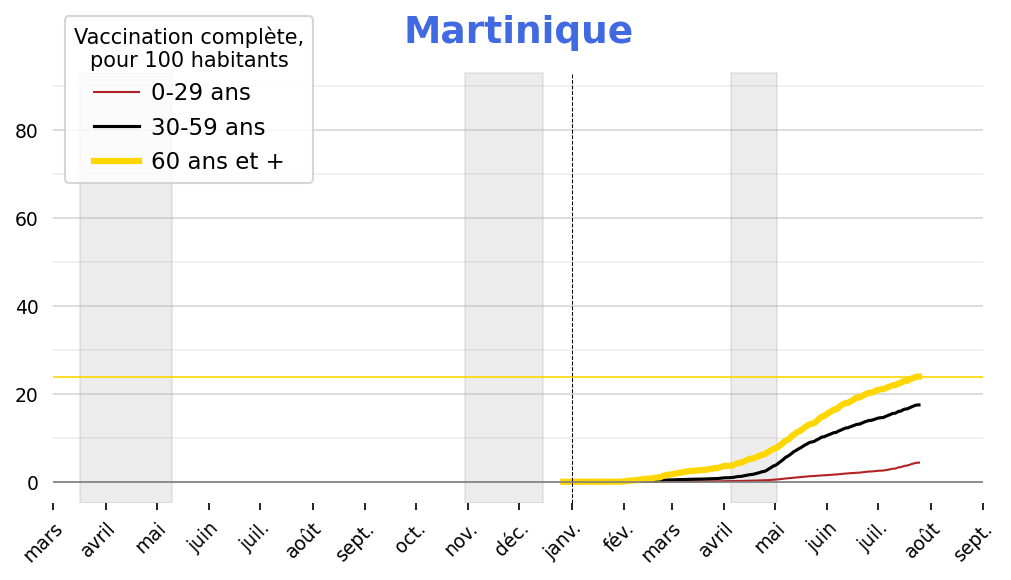 Martinique
Vaccination complète,
pour 100 habitants
0-29 ans
30-59 ans
60 ans et +
80
60
40
20
0
mars avril mai juin juil. août sept. oct. nov. déc. janv. fév. mars avril mai juin juil. août sept.